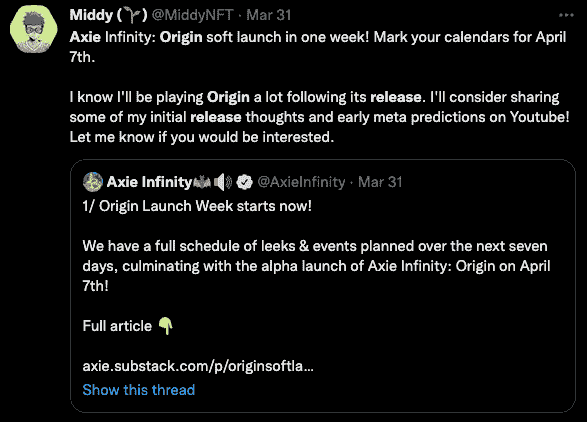 Middy (🌱) @MiddyNFT · Mar 31
Axie Infinity: Origin soft launch in one week! Mark your calendars for April
7th.
I know I'll be playing Origin a lot following its release. I'll consider sharing
some of my initial release thoughts and early meta predictions on Youtube!
Let me know if you would be interested.
Axie Infinity🦇🔊 @AxieInfinity · Mar 31
1/ Origin Launch Week starts now!
We have a full schedule of leeks & events planned over the next seven
days, culminating with the alpha launch of Axie Infinity: Origin on April
7th!
Full article 👇
axie.substack.com/p/originsoftla...
Show this thread